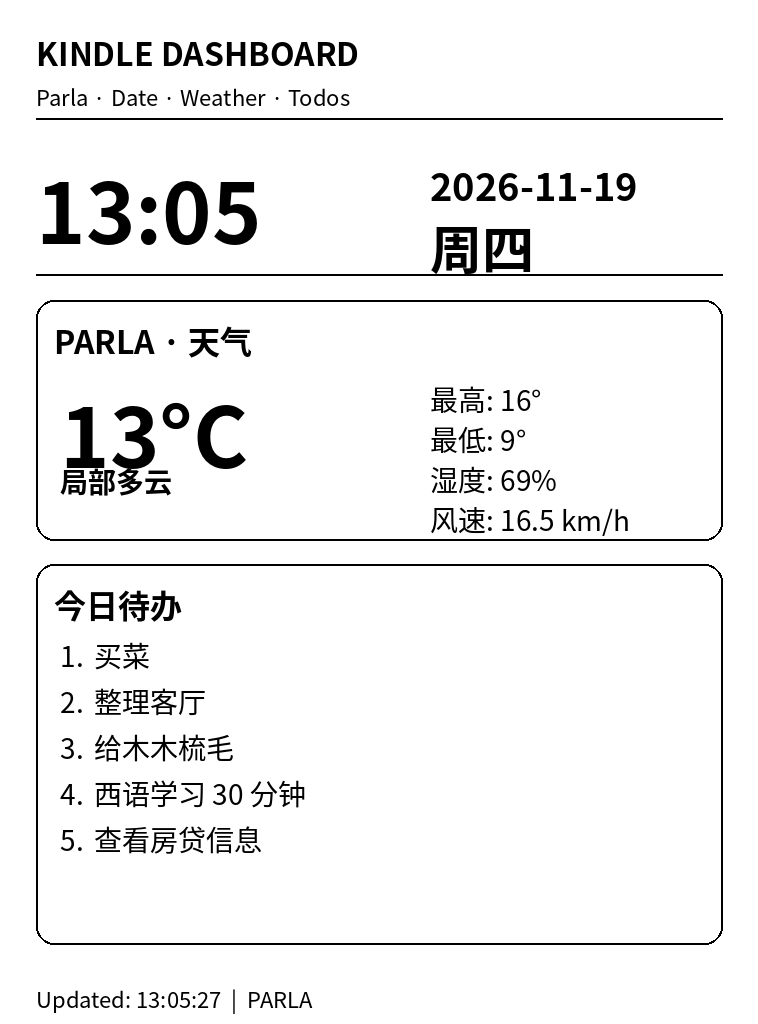 KINDLE DASHBOARD
Parla · Date · Weather · Todos
13:05
2026-11-19
周四
PARLA · 天气
13°C
局部多云
最高: 16°
最低: 9°
湿度: 69%
风速: 16.5 km/h
今日待办
1. 买菜
2. 整理客厅
3. 给木木梳毛
4. 西语学习 30 分钟
5. 查看房贷信息
Updated: 13:05:27 | PARLA